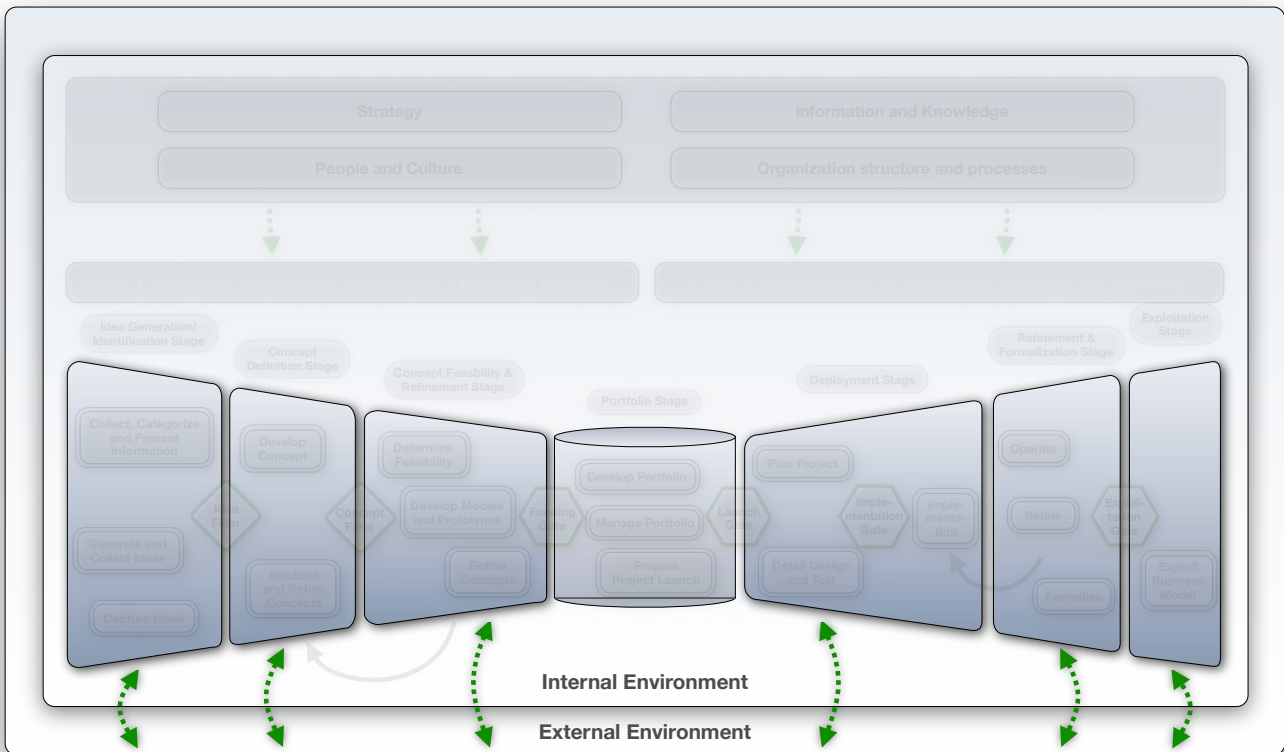 Strategy
Information and Knowledge
People and Culture
Organization structure and processes
Idea Generation/
Identification Stage
Concept
Definition Stage
Concept Feasbility &
Refinement Stage
Portfolio Stage
Deployment Stage
Refinement &
Formalization Stage
Exploitation
Stage
Collect, Categorize
and Present
Information
Generate and
Collect Ideas
Capture Ideas
Idea
Filter
Develop
Concept
Incubate
and Refine
Concepts
Concept
Filter
Determine
Feasibility
Develop Models
and Prototypes
Refine
Concepts
Funding
Gate
Develop Portfolio
Manage Portfolio
Prepare
Project Launch
Launch
Gate
Plan Project
Detail Design
and Test
Imple-
mentation
Gate
Imple-
menta-
tion
Operate
Refine
Formalise
Exploi-
tation
Gate
Exploit
Business
Model
Internal Environment
External Environment